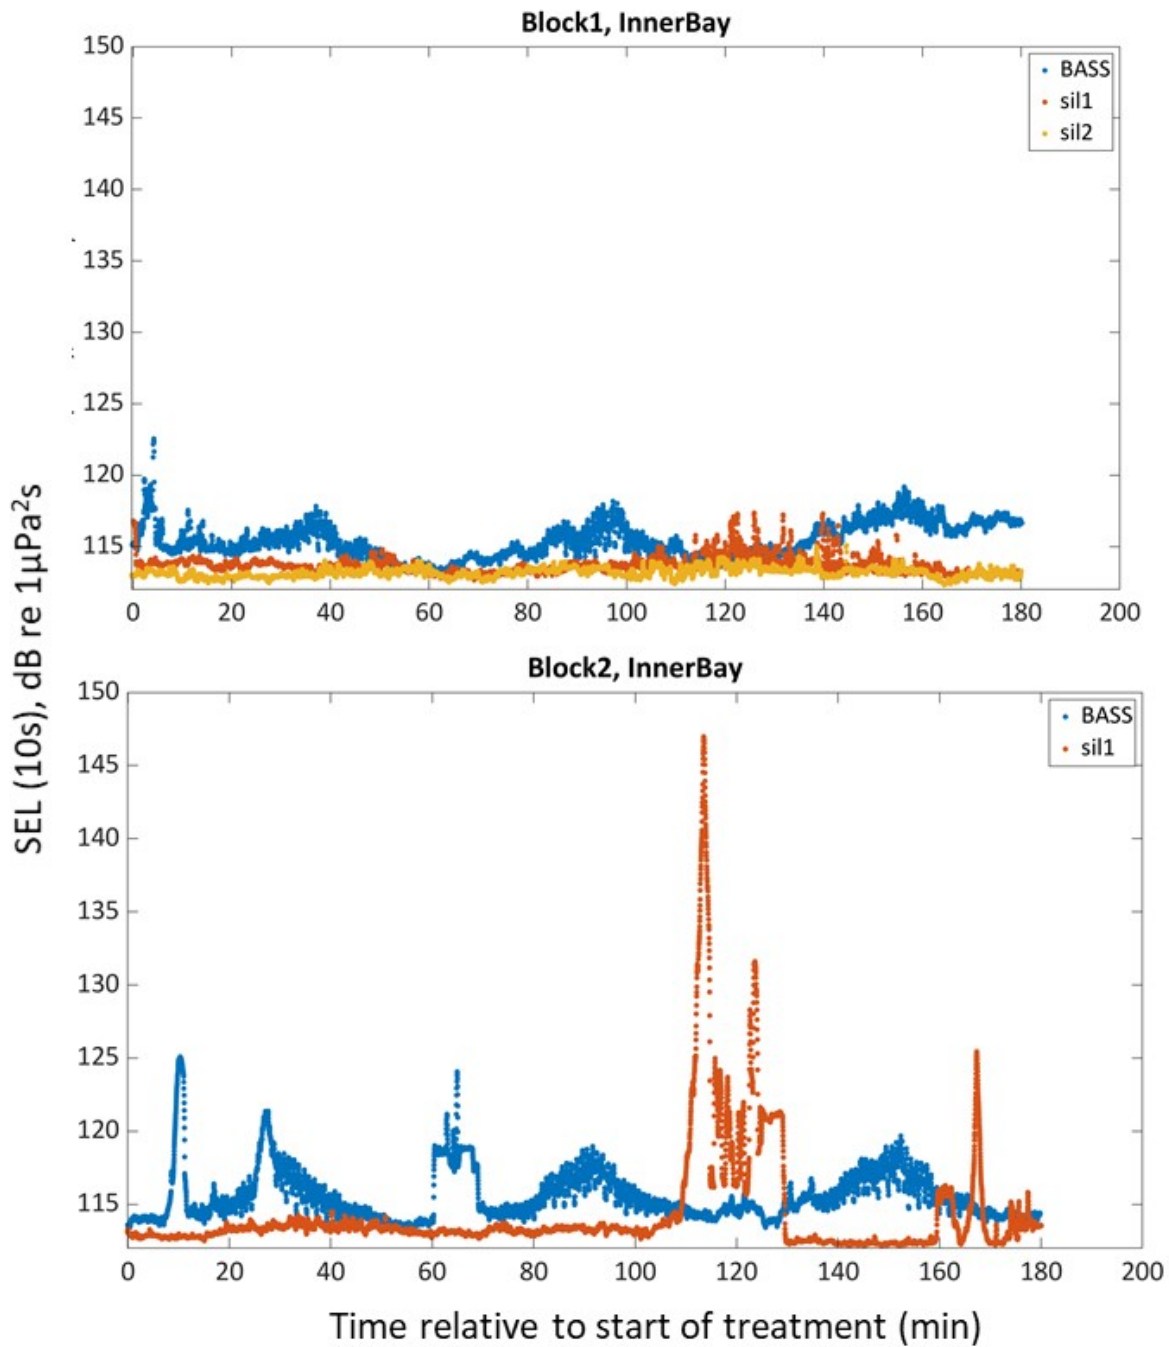 Block1, InnerBay
150
145
140
135
130
125
120
115
0 20 40 60 80 100 120 140 160 180 200
BASS
sil1
sil2
SEL (10s), dB re 1µPa²s
Block2, InnerBay
150
145
140
135
130
125
120
115
0 20 40 60 80 100 120 140 160 180 200
BASS
sil1
Time relative to start of treatment (min)